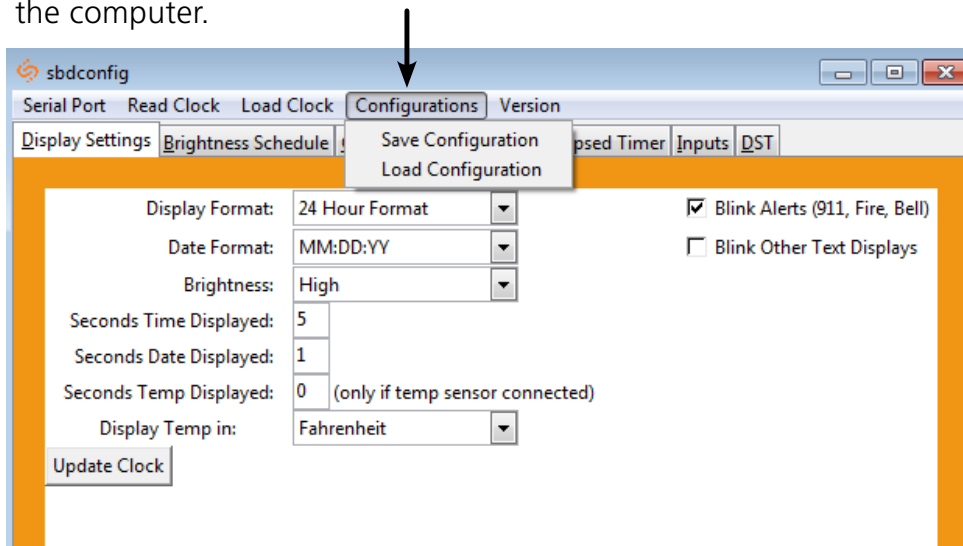 the computer.
sbdconfig
Serial Port Read Clock Load Clock Configurations Version
Display Settings Brightness Schedule Save Configuration Timer Inputs DST
Load Configuration
Display Format: 24 Hour Format Blink Alerts (911, Fire, Bell)
Date Format: MM:DD:YY Blink Other Text Displays
Brightness: High
Seconds Time Displayed: 5
Seconds Date Displayed: 1
Seconds Temp Displayed: 0 (only if temp sensor connected)
Display Temp in: Fahrenheit
Update Clock